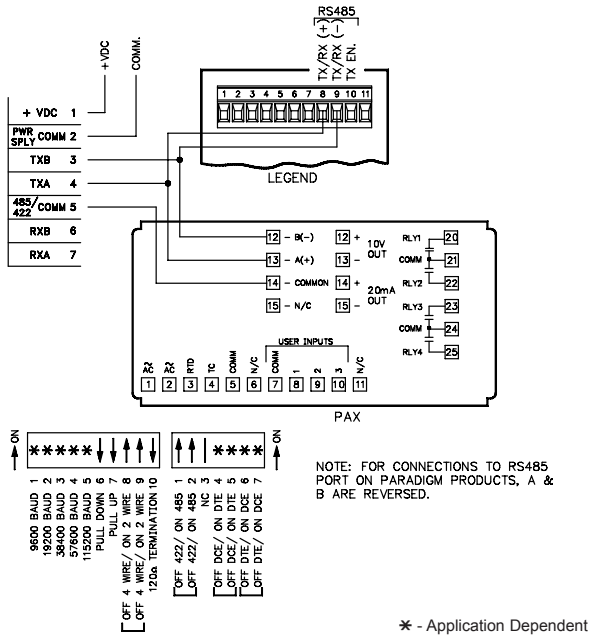 RS485
TX/RX (+)
TX/RX (−)
TX EN.
+VDC
COMM.
1 2 3 4 5 6 7 8 9 10 11
LEGEND
+ VDC 1
PWR SPLY COMM 2
TXB 3
TXA 4
485/422 COMM 5
RXB 6
RXA 7
12 - B(-)
13 - A(+)
14 - COMMON
15 - N/C
12 + 10V OUT
13 -
14 + 20mA OUT
15 -
RLY1 20
COMM 21
RLY2 22
RLY3 23
COMM 24
RLY4 25
USER INPUTS
AC AC RTD TC COMM N/C COMM 1 2 3 N/C
1 2 3 4 5 6 7 8 9 10 11
PAX
ON
9600 BAUD 1
19200 BAUD 2
38400 BAUD 3
57600 BAUD 4
115200 BAUD 5
PULL DOWN 6
PULL UP 7
OFF 4 WIRE/ ON 2 WIRE 8
OFF 4 WIRE/ ON 2 WIRE 9
120Ω TERMINATION 10
ON
OFF 422/ ON 485 1
OFF 422/ ON 485 2
NC 3
OFF DCE/ ON DTE 4
OFF DCE/ ON DTE 5
OFF DTE/ ON DCE 6
OFF DTE/ ON DCE 7
NOTE: FOR CONNECTIONS TO RS485
PORT ON PARADIGM PRODUCTS, A &
B ARE REVERSED.
* - Application Dependent